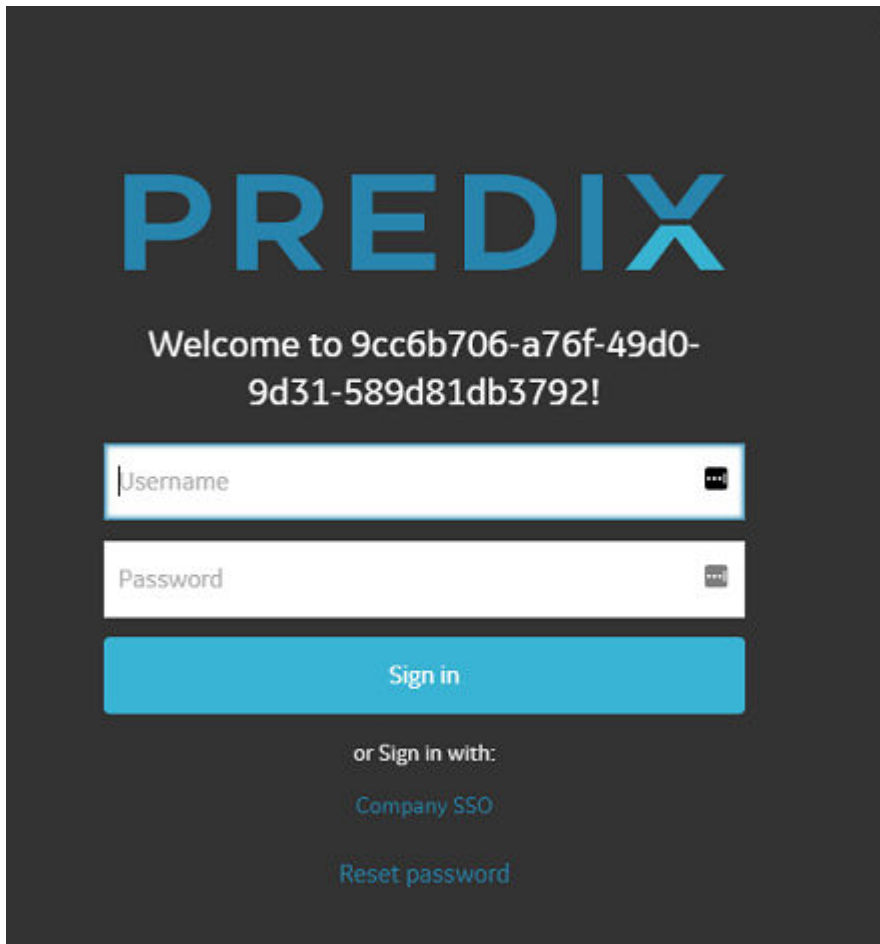 PREDIX
Welcome to 9cc6b706-a76f-49d0-
9d31-589d81db3792!
Username
Password
Sign in
or Sign in with:
Company SSO
Reset password